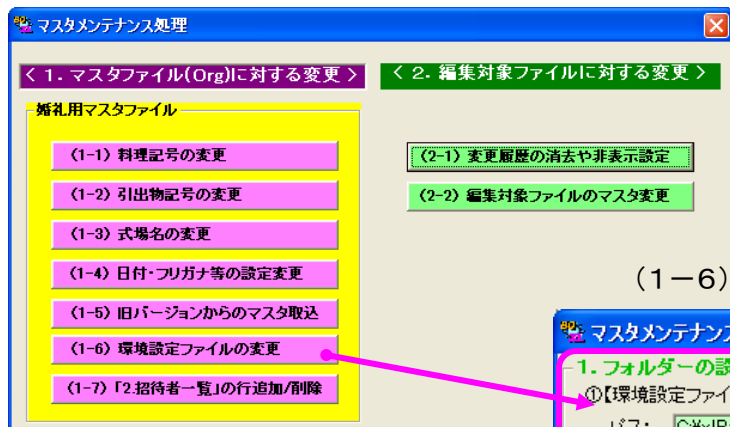 マスタメンテナンス処理
< 1. マスタファイル(Org)に対する変更 >
< 2. 編集対象ファイルに対する変更 >
婚礼用マスタファイル
(1-1) 料理記号の変更
(1-2) 引出物記号の変更
(1-3) 式場名の変更
(1-4) 日付・フリガナ等の設定変更
(1-5) 旧バージョンからのマスタ取込
(1-6) 環境設定ファイルの変更
(1-7) 「2.招待者一覧」の行追加/削除
(2-1) 変更履歴の消去や非表示設定
(2-2) 編集対象ファイルのマスタ変更
(1-6)
マスタメンテナンス
1. フォルダーの設
①【環境設定ファイ
パス: